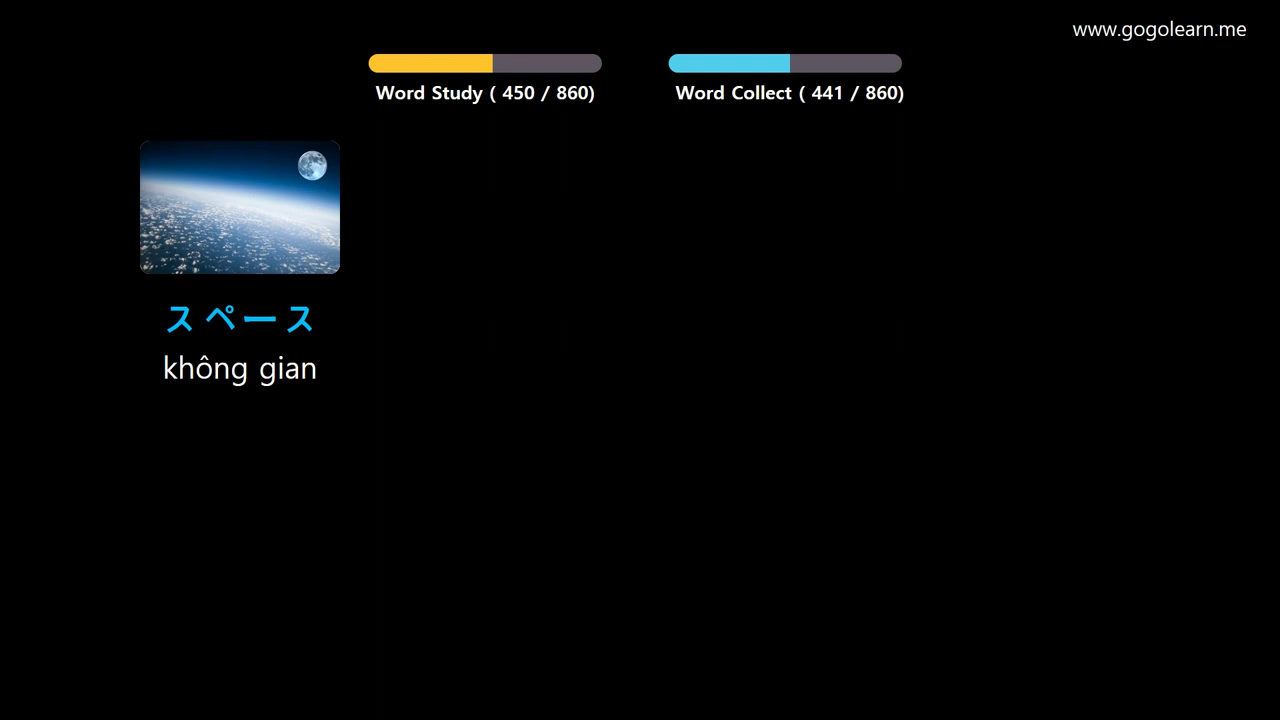 www.gogolearn.me
Word Study ( 450 / 860)
Word Collect ( 441 / 860)
スペース
không gian